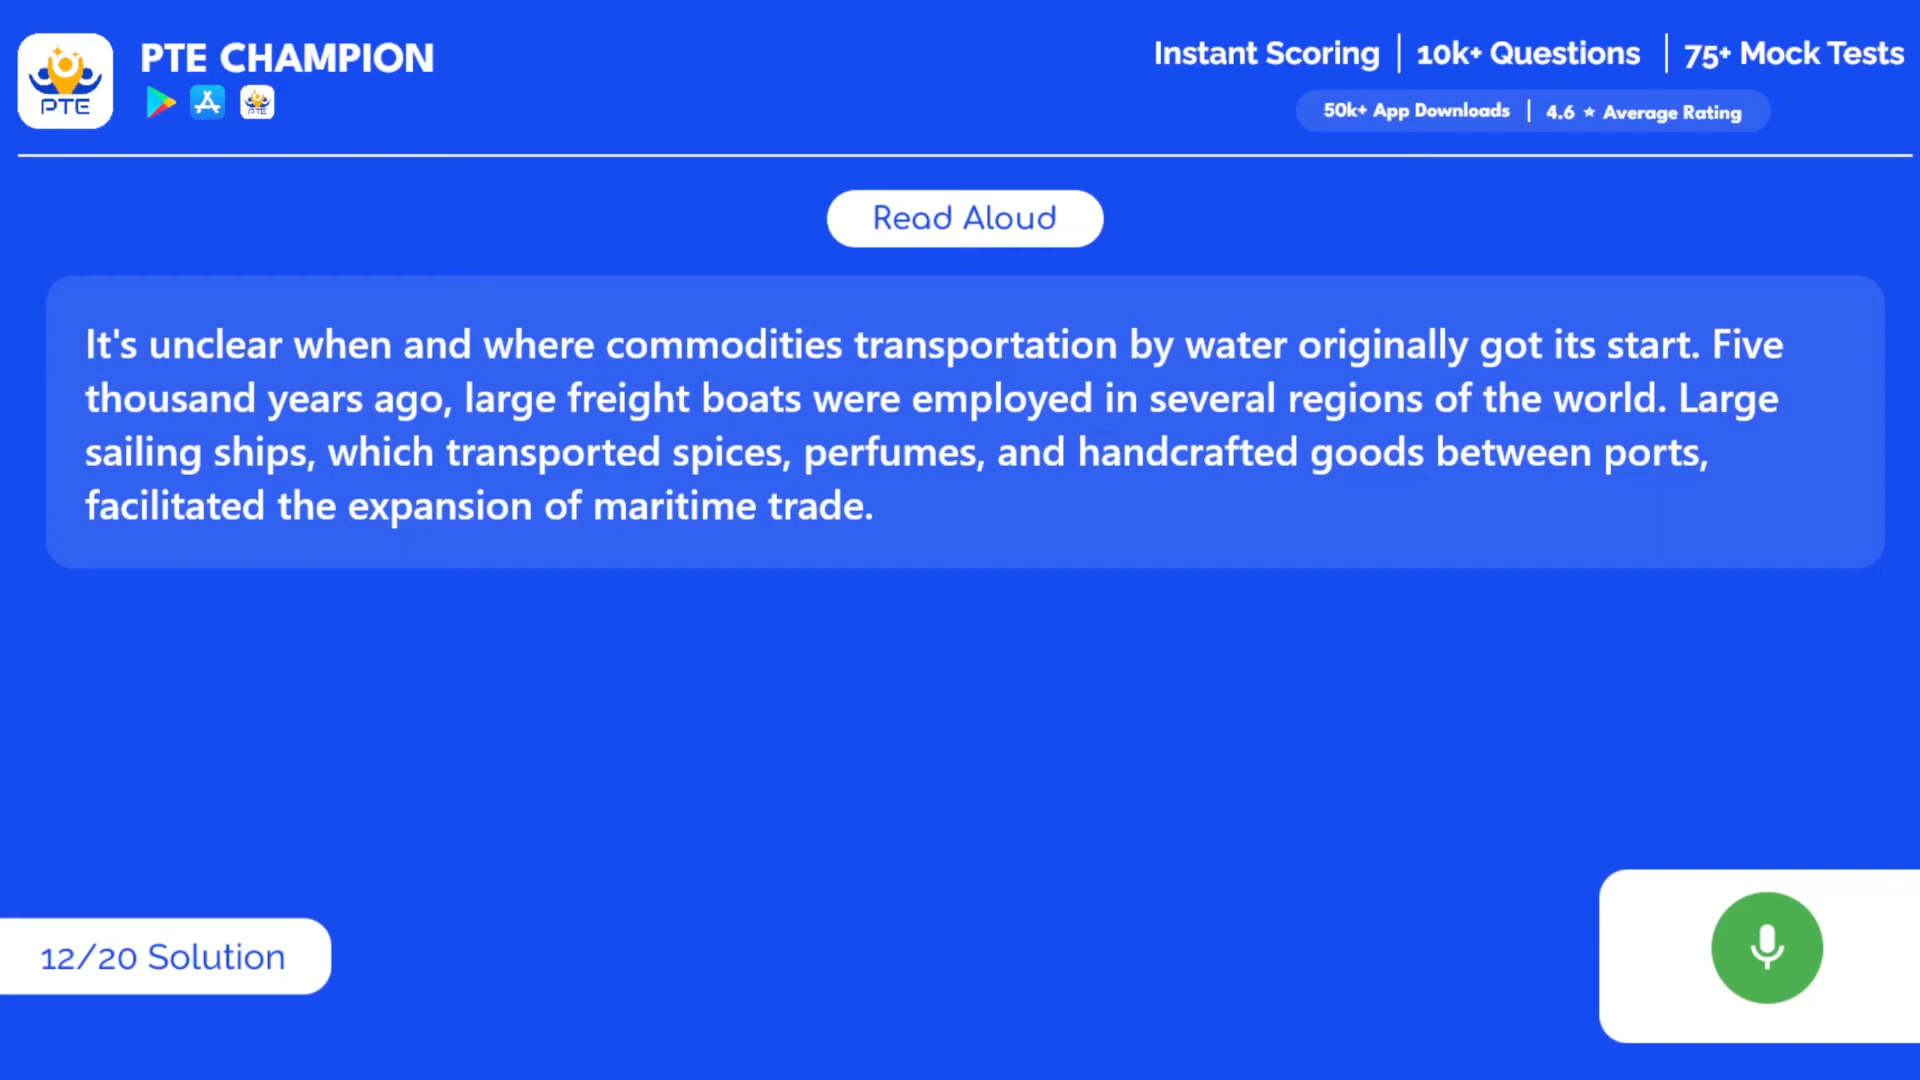 PTE CHAMPION
PTE
PTE
Instant Scoring | 10k+ Questions | 75+ Mock Tests
50k+ App Downloads | 4.6 ★ Average Rating
Read Aloud
It's unclear when and where commodities transportation by water originally got its start. Five
thousand years ago, large freight boats were employed in several regions of the world. Large
sailing ships, which transported spices, perfumes, and handcrafted goods between ports,
facilitated the expansion of maritime trade.
12/20 Solution